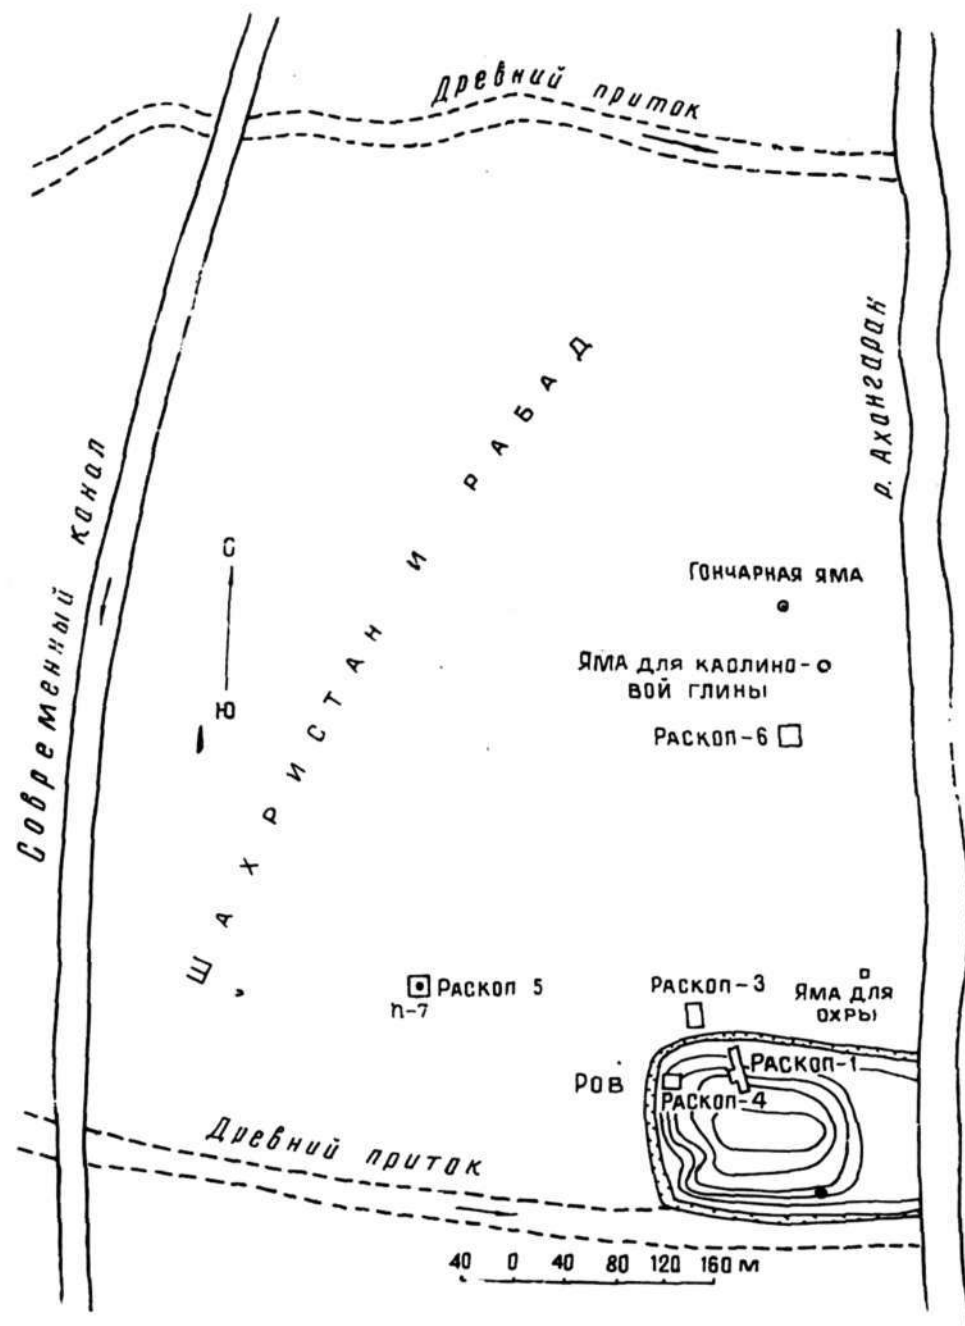 Древний приток
р. Ахангарак
Современный канал
ШАХРИСТАН И РАБАД
С
Ю
ГОНЧАРНАЯ ЯМА
ЯМА ДЛЯ КАОЛИНО-
ВОЙ ГЛИНЫ
РАСКОП-6
РАСКОП 5
п-7
РАСКОП-3
ЯМА ДЛЯ
ОХРЫ
РОВ
РАСКОП-1
РАСКОП-4
Древний приток
40 0 40 80 120 160 м